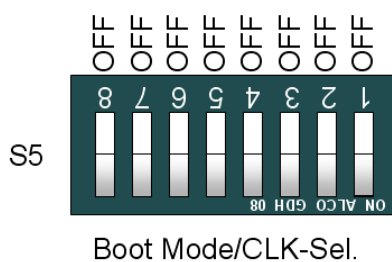 OFF OFF OFF OFF OFF OFF OFF OFF
8 7 6 5 4 3 2 1
S5
ON ALCO GDH 08
Boot Mode/CLK-Sel.